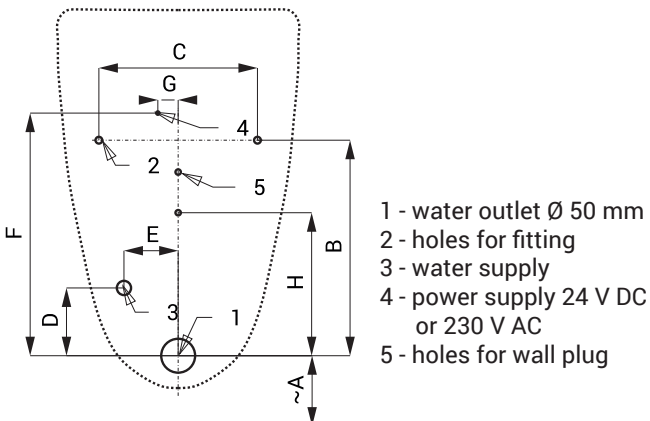 C
G
4
2
5
F
E
H
B
D
3
1
~A
1 - water outlet Ø 50 mm
2 - holes for fitting
3 - water supply
4 - power supply 24 V DC
or 230 V AC
5 - holes for wall plug